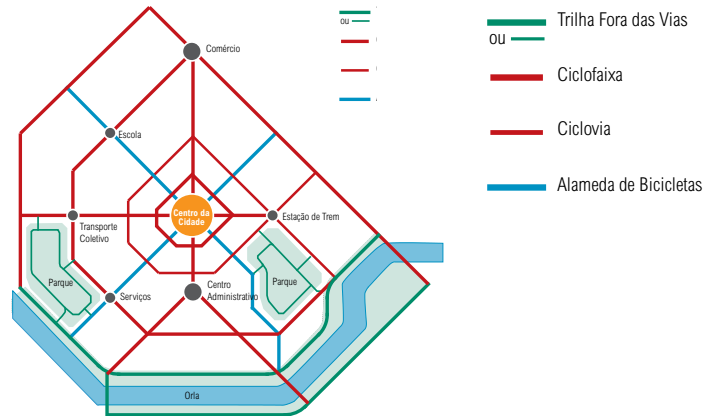 Comércio
ou
Escola
Centro da
Cidade
Estação de Trem
Transporte
Coletivo
Parque
Serviços
Centro
Administrativo
Parque
Orla
Trilha Fora das Vias
ou
Ciclofaixa
Ciclovia
Alameda de Bicicletas